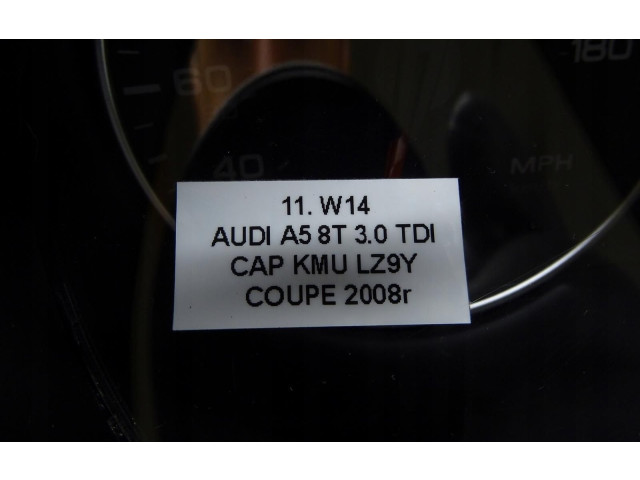 180
60
40
MPH
11. W14
AUDI A5 8T 3.0 TDI
CAP KMU LZ9Y
COUPE 2008r